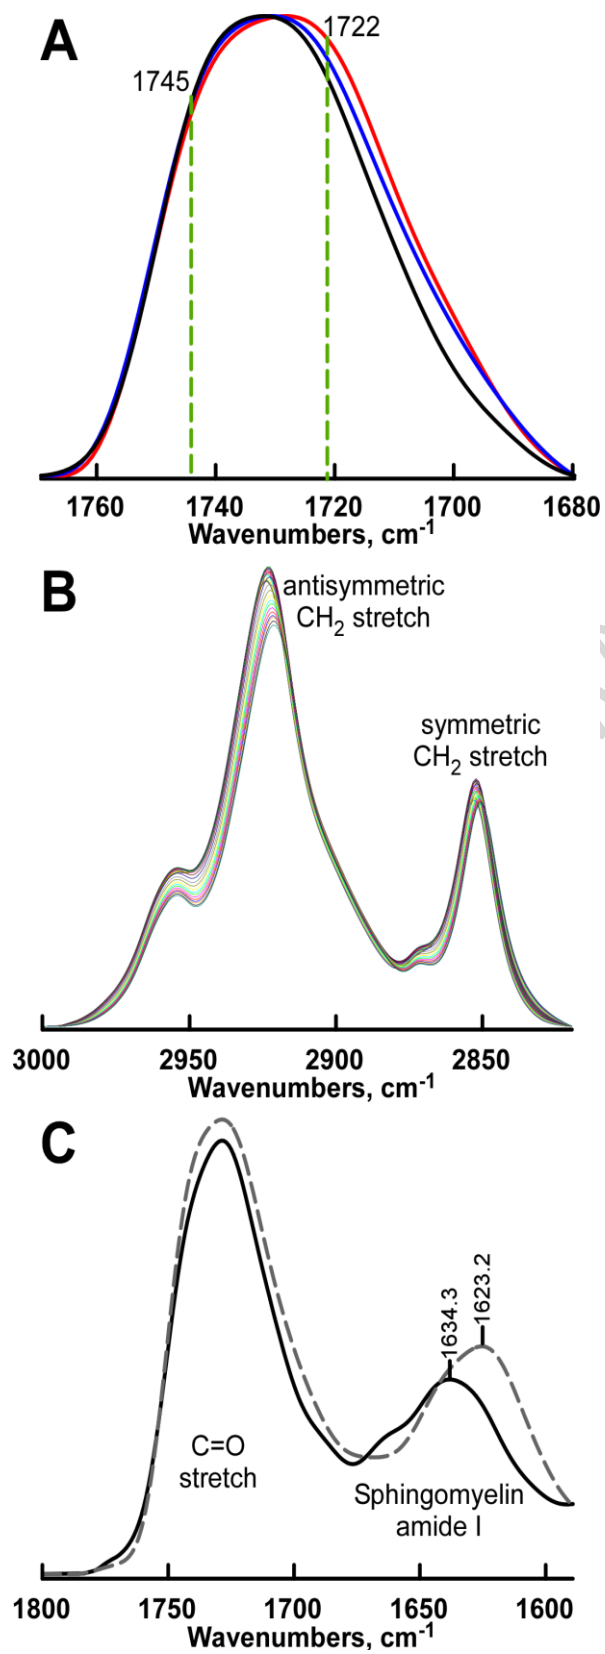 A
1722
1745
1760 1740 1720 1700 1680
Wavenumbers, cm-1
B
antisymmetric
CH2 stretch
symmetric
CH2 stretch
3000 2950 2900 2850
Wavenumbers, cm-1
C
1634.3
1623.2
C=O
stretch
Sphingomyelin
amide I
1800 1750 1700 1650 1600
Wavenumbers, cm-1